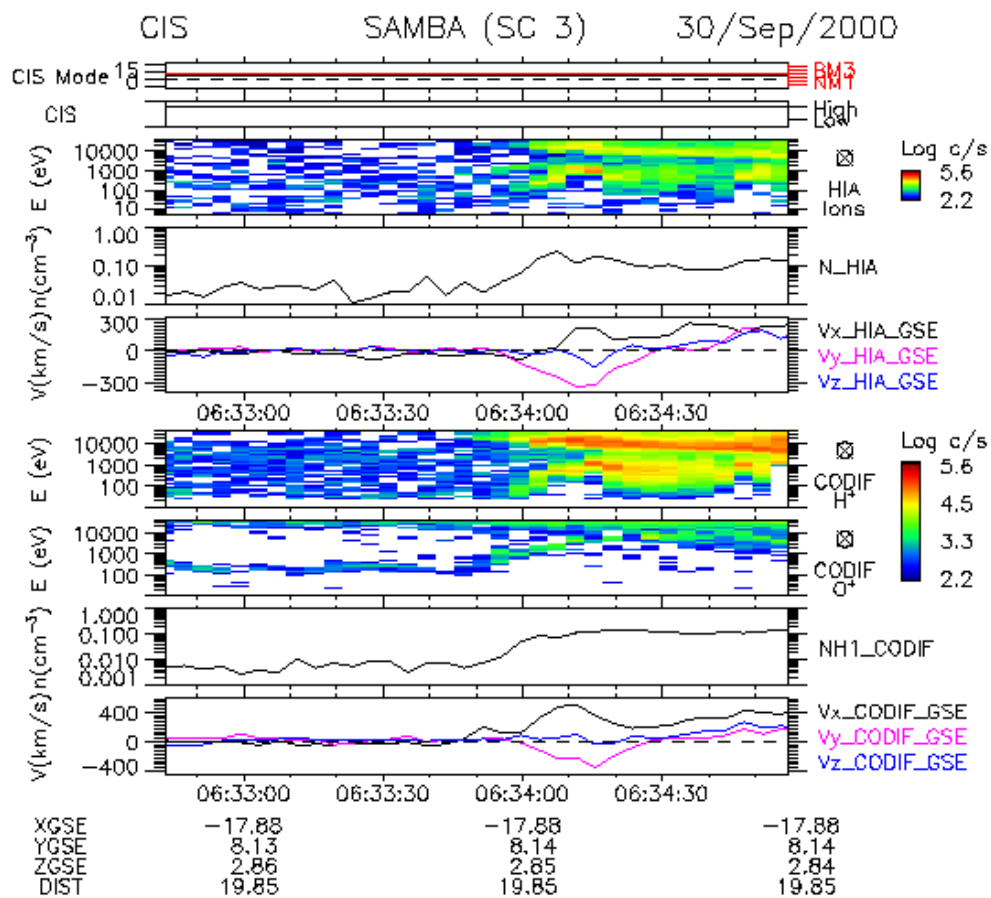 CIS SAMBA (SC 3) 30/Sep/2000
CIS Mode 15 0 BM3 NM1
CIS High Low
E (eV) 10000 1000 100 10 HIA Ions Log c/s 5.6 2.2
n(cm⁻³) 1.00 0.10 0.01 N_HIA
V(km/s) 300 0 −300 Vx_HIA_GSE
Vy_HIA_GSE
Vz_HIA_GSE
06:33:00 06:33:30 06:34:00 06:34:30
E (eV) 10000 1000 100 CODIF H⁺ Log c/s 5.6 4.5 3.3 2.2
E (eV) 10000 1000 100 CODIF O⁺
n(cm⁻³) 1.000 0.100 0.010 0.001 NH1_CODIF
V(km/s) 400 0 −400 Vx_CODIF_GSE
Vy_CODIF_GSE
Vz_CODIF_GSE
06:33:00 06:33:30 06:34:00 06:34:30
XGSE −17.88 −17.88 −17.88
YGSE 8.13 8.14 8.14
ZGSE 2.86 2.85 2.84
DIST 19.85 19.85 19.85